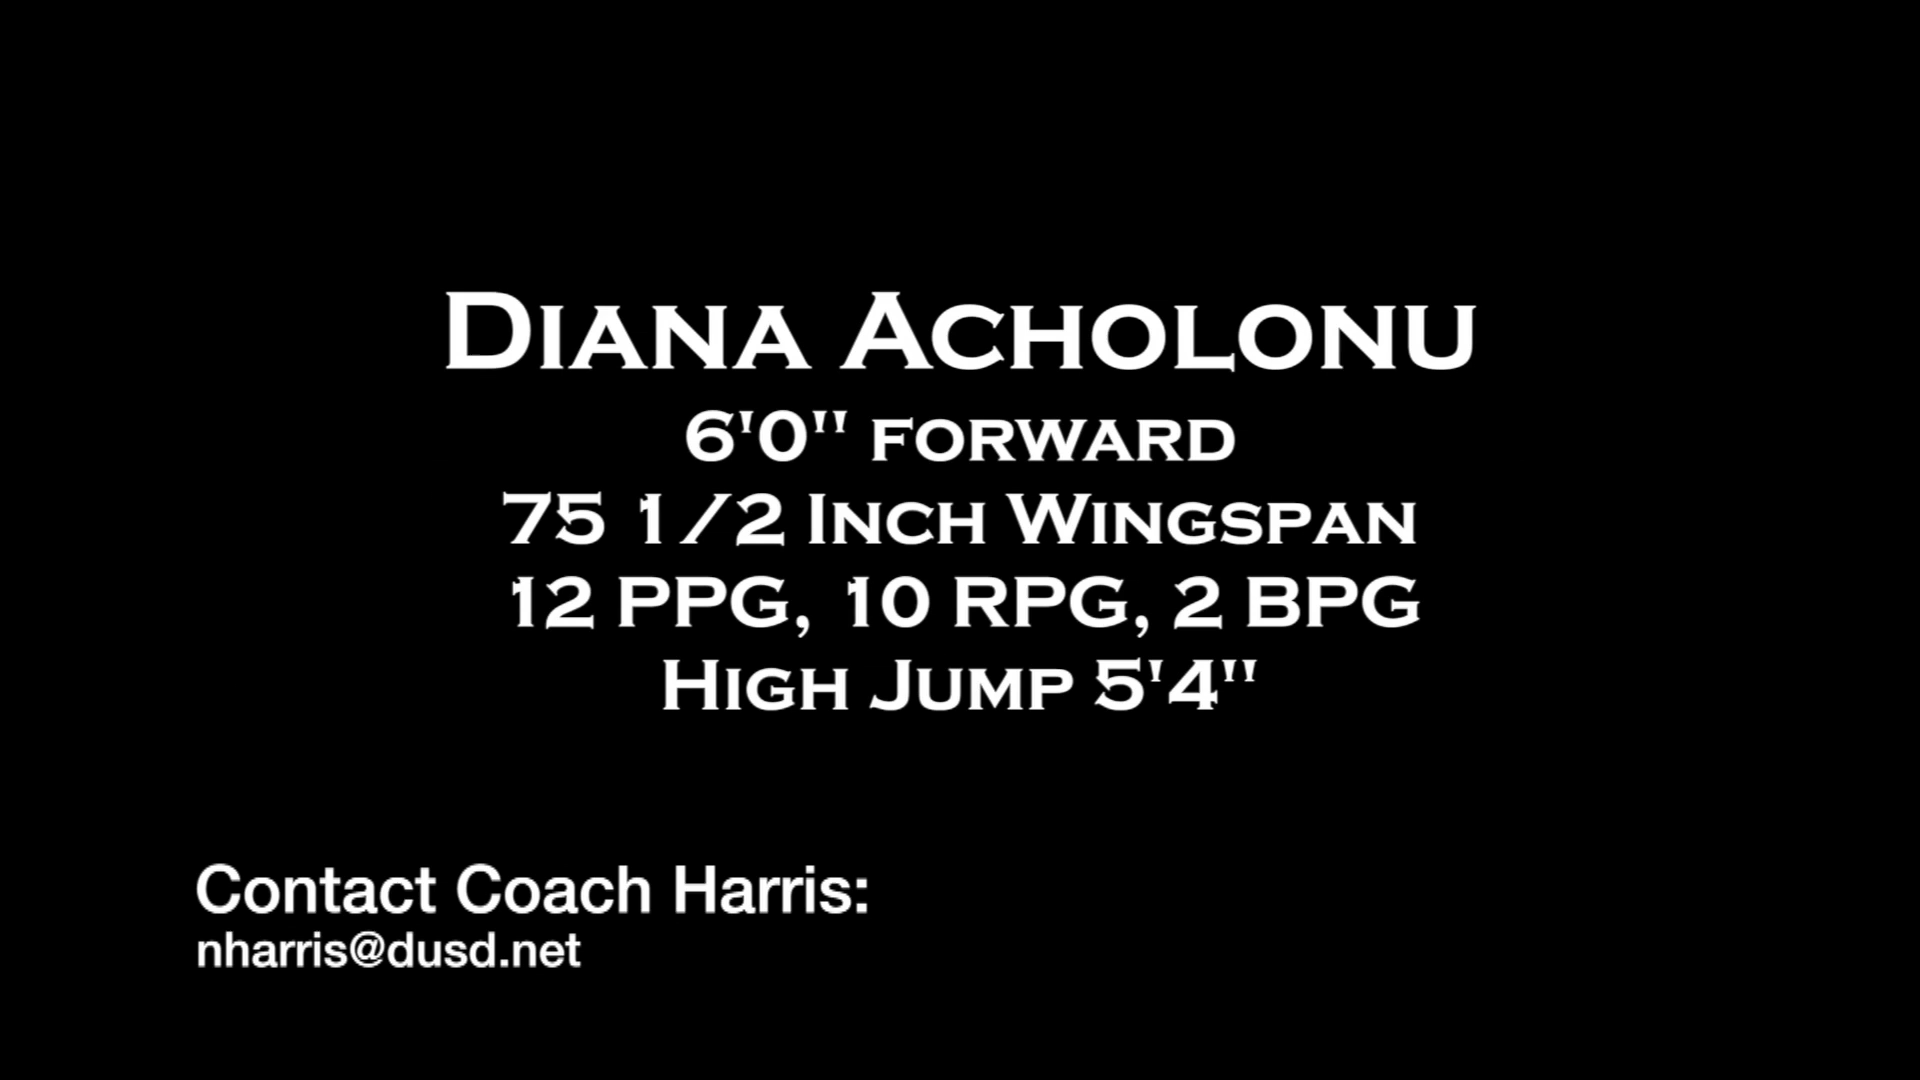 Diana Acholonu
6'0'' forward
75 1/2 Inch Wingspan
12 PPG, 10 RPG, 2 BPG
High Jump 5'4''
Contact Coach Harris:
nharris@dusd.net